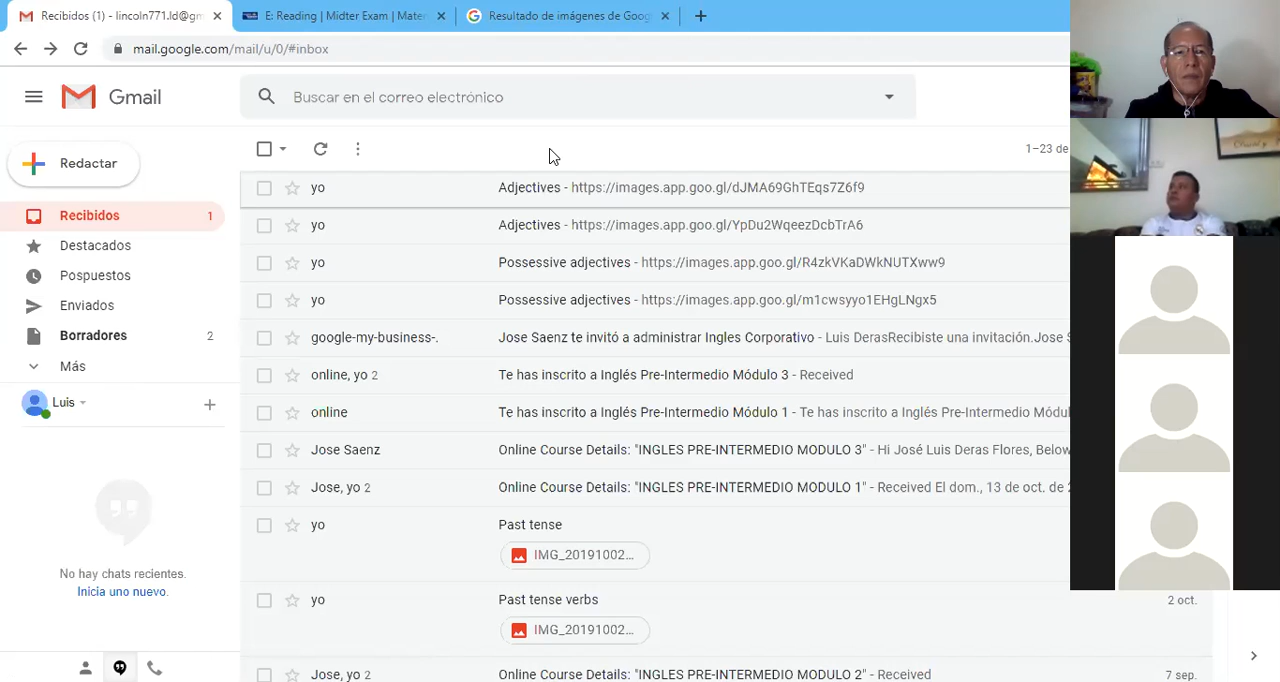 Recibidos (1) - lincoln771.ld@gm
E: Reading | Midter Exam | Mater
Resultado de imágenes de Goog
mail.google.com/mail/u/0/#inbox
Gmail
Buscar en el correo electrónico
Redactar
1–23 de
Recibidos 1
Destacados
Pospuestos
Enviados
Borradores 2
Más
Luis
No hay chats recientes.
Inicia uno nuevo.
yo Adjectives - https://images.app.goo.gl/dJMA69GhTEqs7Z6f9
yo Adjectives - https://images.app.goo.gl/YpDu2WqeezDcbTrA6
yo Possessive adjectives - https://images.app.goo.gl/R4zkVKaDWkNUTXww9
yo Possessive adjectives - https://images.app.goo.gl/m1cwsyyo1EHgLNgx5
google-my-business-. Jose Saenz te invitó a administrar Ingles Corporativo - Luis DerasRecibiste una invitación.Jose S
online, yo 2 Te has inscrito a Inglés Pre-Intermedio Módulo 3 - Received
online Te has inscrito a Inglés Pre-Intermedio Módulo 1 - Te has inscrito a Inglés Pre-Intermedio Módul
Jose Saenz Online Course Details: "INGLES PRE-INTERMEDIO MODULO 3" - Hi José Luis Deras Flores, Below
Jose, yo 2 Online Course Details: "INGLES PRE-INTERMEDIO MODULO 1" - Received El dom., 13 de oct. de 2
yo Past tense
IMG_20191002...
yo Past tense verbs 2 oct.
IMG_20191002...
Jose, yo 2 Online Course Details: "INGLES PRE-INTERMEDIO MODULO 2" - Received 7 sep.